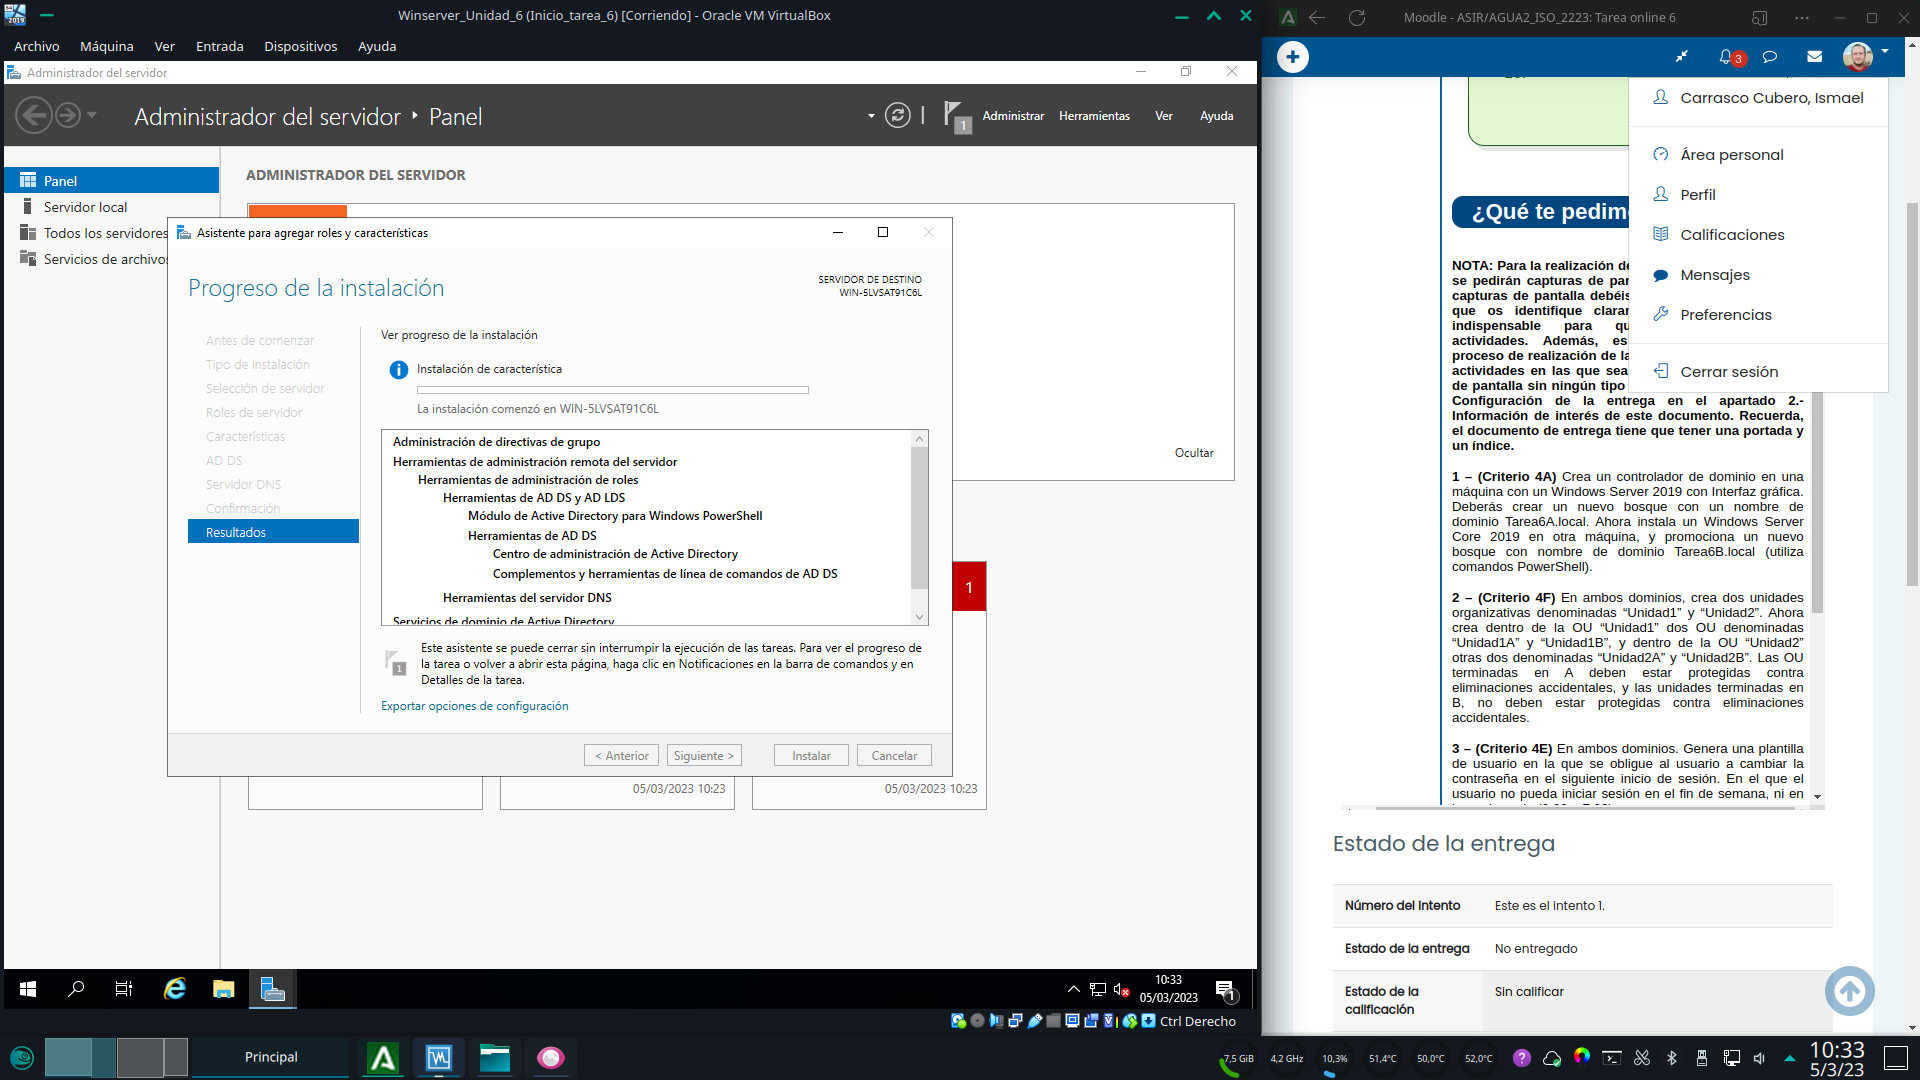 Winserver_Unidad_6 (Inicio_tarea_6) [Corriendo] - Oracle VM VirtualBox
Archivo Máquina Ver Entrada Dispositivos Ayuda
Administrador del servidor
Administrador del servidor Panel
1
Administrar Herramientas Ver Ayuda
Panel
Servidor local
Todos los servidores
Servicios de archivos
ADMINISTRADOR DEL SERVIDOR
Ocultar
1
05/03/2023 10:23
05/03/2023 10:23
Asistente para agregar roles y características
Progreso de la instalación
SERVIDOR DE DESTINO
WIN-5LVSAT91C6L
Antes de comenzar
Tipo de instalación
Selección de servidor
Roles de servidor
Características
AD DS
Servidor DNS
Confirmación
Resultados
Ver progreso de la instalación
Instalación de característica
La instalación comenzó en WIN-5LVSAT91C6L
Administración de directivas de grupo
Herramientas de administración remota del servidor
Herramientas de administración de roles
Herramientas de AD DS y AD LDS
Módulo de Active Directory para Windows PowerShell
Herramientas de AD DS
Centro de administración de Active Directory
Complementos y herramientas de línea de comandos de AD DS
Herramientas del servidor DNS
Servicios de dominio de Active Directory
1
Este asistente se puede cerrar sin interrumpir la ejecución de las tareas. Para ver el progreso de
la tarea o volver a abrir esta página, haga clic en Notificaciones en la barra de comandos y en
Detalles de la tarea.
Exportar opciones de configuración
< Anterior Siguiente > Instalar Cancelar
10:33
05/03/2023
1
Ctrl Derecho
Moodle - ASIR/AGUA2_ISO_2223: Tarea online 6
3
Carrasco Cubero, Ismael
Área personal
Perfil
Calificaciones
Mensajes
Preferencias
Cerrar sesión
¿Qué te pedim
NOTA: Para la realización de
se pedirán capturas de pan
capturas de pantalla debéis
que os identifique claram
indispensable para qu
actividades. Además, es
proceso de realización de la
actividades en las que sea
de pantalla sin ningún tipo
Configuración de la entrega en el apartado 2.-
Información de interés de este documento. Recuerda,
el documento de entrega tiene que tener una portada y
un índice.
1 – (Criterio 4A) Crea un controlador de dominio en una
máquina con un Windows Server 2019 con Interfaz gráfica.
Deberás crear un nuevo bosque con un nombre de
dominio Tarea6A.local. Ahora instala un Windows Server
Core 2019 en otra máquina, y promociona un nuevo
bosque con nombre de dominio Tarea6B.local (utiliza
comandos PowerShell).
2 – (Criterio 4F) En ambos dominios, crea dos unidades
organizativas denominadas “Unidad1” y “Unidad2”. Ahora
crea dentro de la OU “Unidad1” dos OU denominadas
“Unidad1A” y “Unidad1B”, y dentro de la OU “Unidad2”
otras dos denominadas “Unidad2A” y “Unidad2B”. Las OU
terminadas en A deben estar protegidas contra
eliminaciones accidentales, y las unidades terminadas en
B, no deben estar protegidas contra eliminaciones
accidentales.
3 – (Criterio 4E) En ambos dominios. Genera una plantilla
de usuario en la que se obligue al usuario a cambiar la
contraseña en el siguiente inicio de sesión. En el que el
usuario no pueda iniciar sesión en el fin de semana, ni en
Estado de la entrega
Número del intento Este es el intento 1.
Estado de la entrega No entregado
Estado de la
calificación
Sin calificar
Principal
7,5 GiB 4,2 GHz 10,3% 51,4°C 50,0°C 52,0°C
10:33
5/3/23